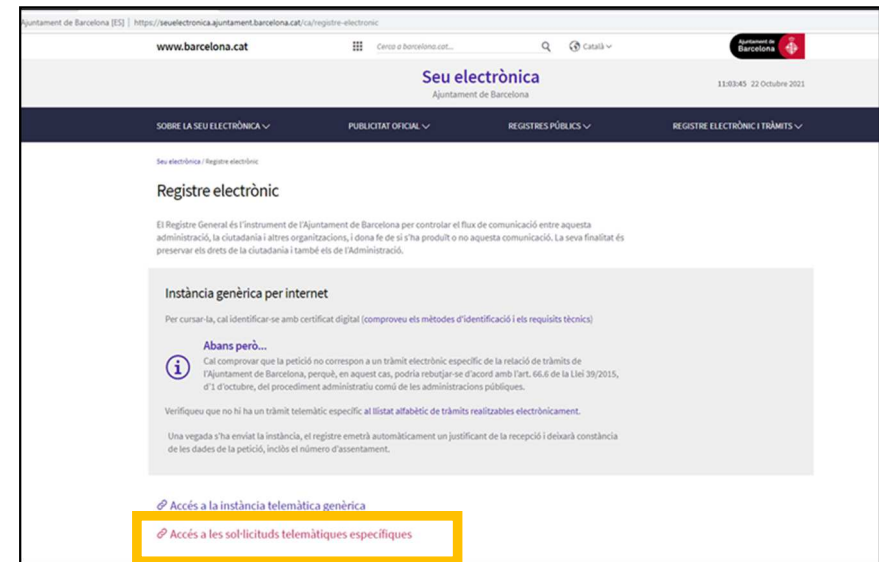 Ajuntament de Barcelona [ES] | https://seuelectronica.ajuntament.barcelona.cat/ca/registre-electronic
www.barcelona.cat
Cerca a barcelona.cat...
Català
Ajuntament de
Barcelona
Seu electrònica
Ajuntament de Barcelona
11:03:45 22 Octubre 2021
SOBRE LA SEU ELECTRÒNICA
PUBLICITAT OFICIAL
REGISTRES PÚBLICS
REGISTRE ELECTRÒNIC I TRÀMITS
Seu electrònica / Registre electrònic
Registre electrònic
El Registre General és l'instrument de l'Ajuntament de Barcelona per controlar el flux de comunicació entre aquesta
administració, la ciutadania i altres organitzacions, i dona fe de si s'ha produït o no aquesta comunicació. La seva finalitat és
preservar els drets de la ciutadania i també els de l'Administració.
Instància genèrica per internet
Per cursar-la, cal identificar-se amb certificat digital (comproveu els mètodes d'identificació i els requisits tècnics)
Abans però...
Cal comprovar que la petició no correspon a un tràmit electrònic específic de la relació de tràmits de
l'Ajuntament de Barcelona, perquè, en aquest cas, podria rebutjar-se d'acord amb l'art. 66.6 de la Llei 39/2015,
d'1 d'octubre, del procediment administratiu comú de les administracions públiques.
Verifiqueu que no hi ha un tràmit telemàtic específic al llistat alfabètic de tràmits realitzables electrònicament.
Una vegada s'ha enviat la instància, el registre emetrà automàticament un justificant de la recepció i deixarà constància
de les dades de la petició, inclòs el número d'assentament.
Accés a la instància telemàtica genèrica
Accés a les sol·licituds telemàtiques específiques